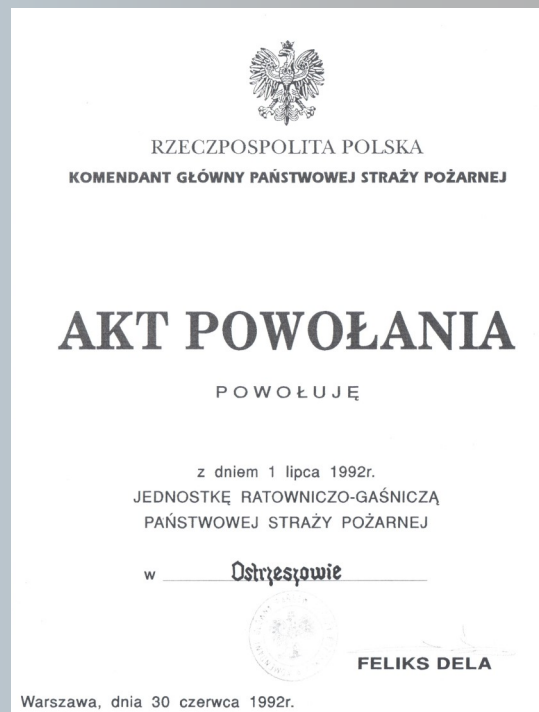 RZECZPOSPOLITA POLSKA
KOMENDANT GŁÓWNY PAŃSTWOWEJ STRAŻY POŻARNEJ
AKT POWOŁANIA
POWOŁUJĘ
z dniem 1 lipca 1992r.
JEDNOSTKĘ RATOWNICZO-GAŚNICZĄ
PAŃSTWOWEJ STRAŻY POŻARNEJ
w Ostrzeszowie
FELIKS DELA
Warszawa, dnia 30 czerwca 1992r.